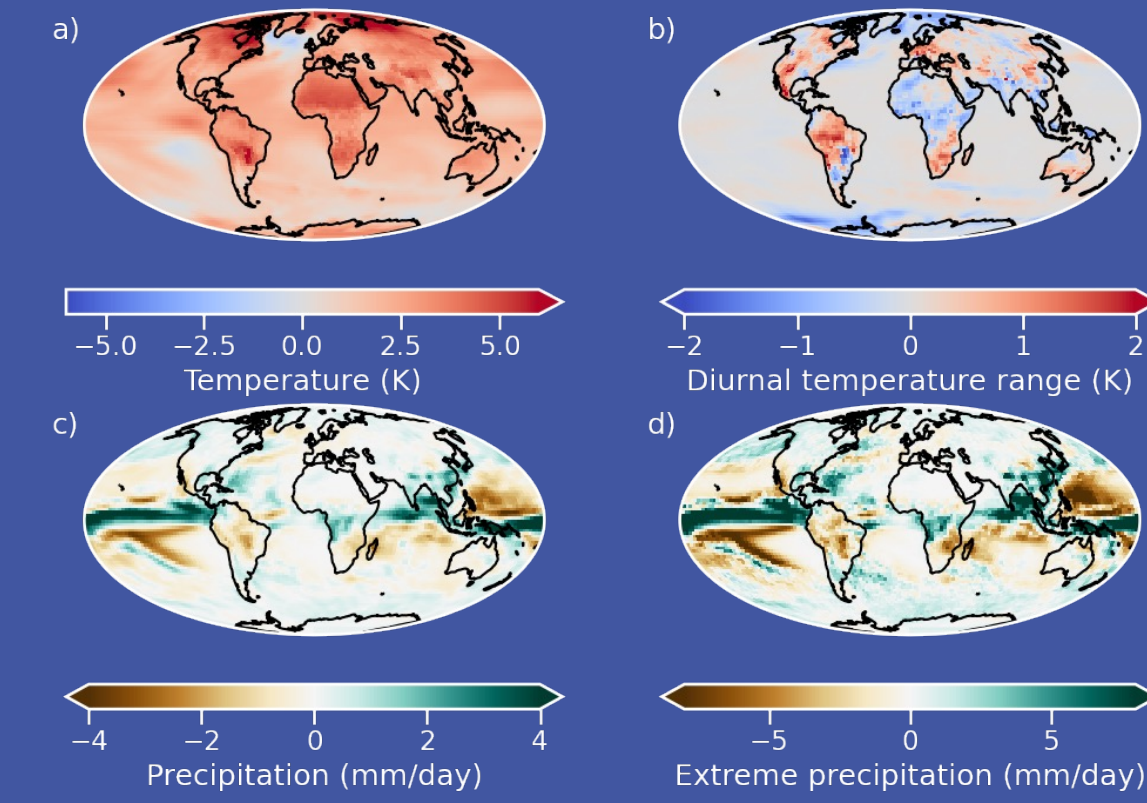 a)
b)
−5.0 −2.5 0.0 2.5 5.0
Temperature (K)
−2 −1 0 1 2
Diurnal temperature range (K)
c)
d)
−4 −2 0 2 4
Precipitation (mm/day)
−5 0 5
Extreme precipitation (mm/day)